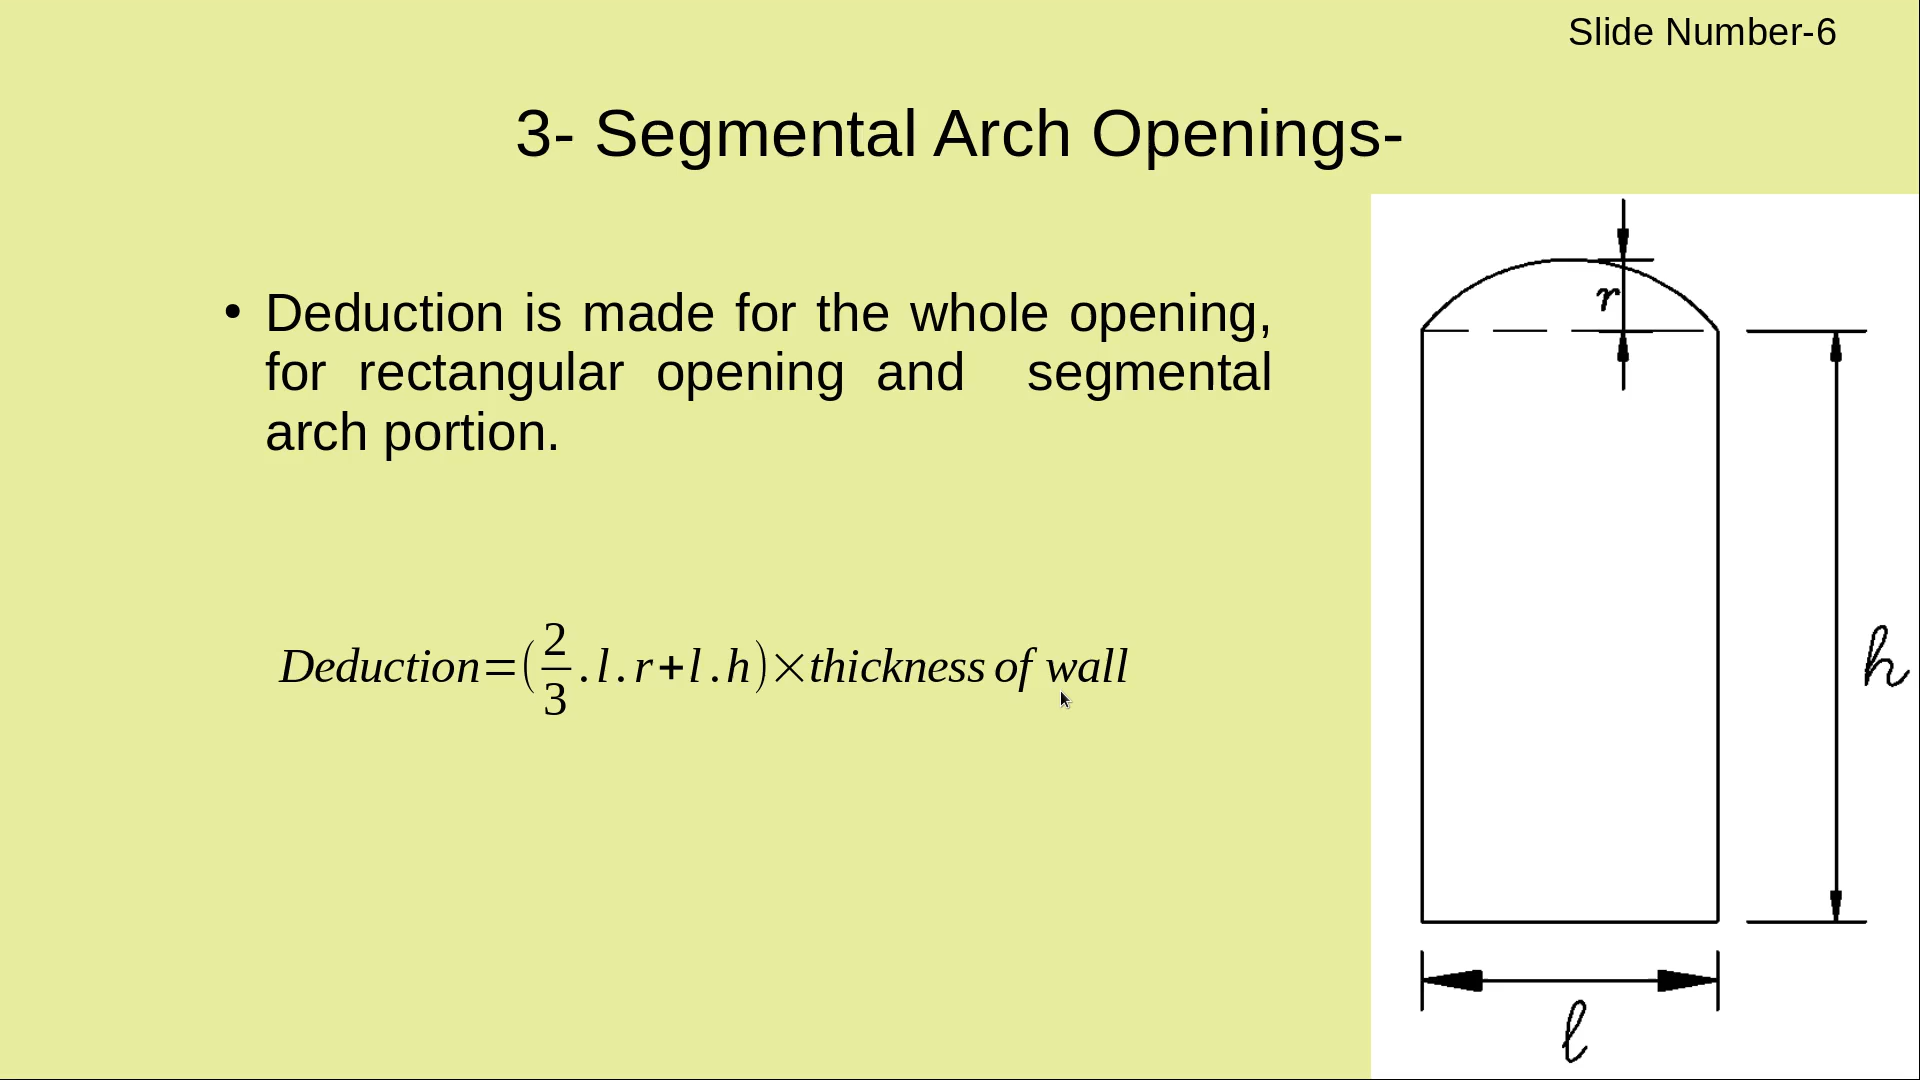 Slide Number-6
3- Segmental Arch Openings-
• Deduction is made for the whole opening,
for rectangular opening and segmental
arch portion.
Deduction=(2/3 . l . r+l . h)×thickness of wall
r
h
l